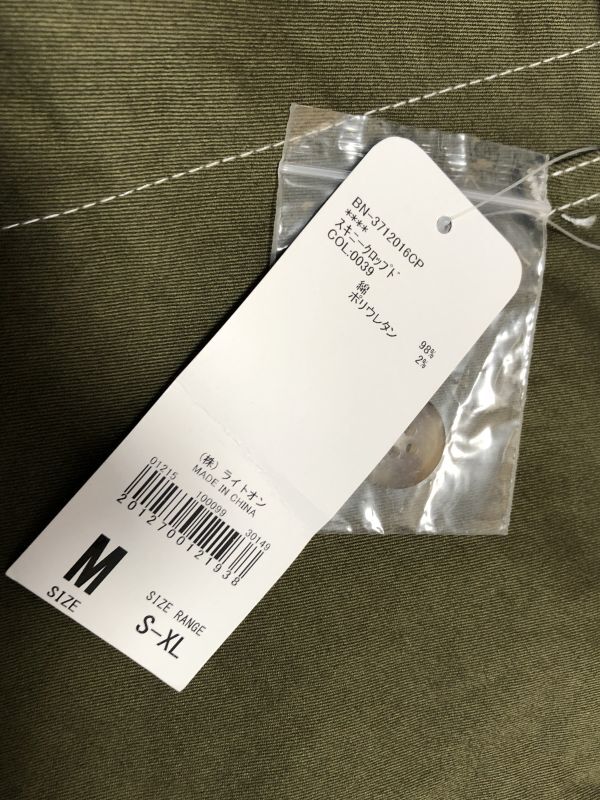 BN-3712016CP
****
スキニークロップド
COL:0039
綿 98%
ポリウレタン 2%
(株) ライトオン
MADE IN CHINA
01215 100099 30149
2012700121938
M
SIZE
SIZE RANGE
S-XL